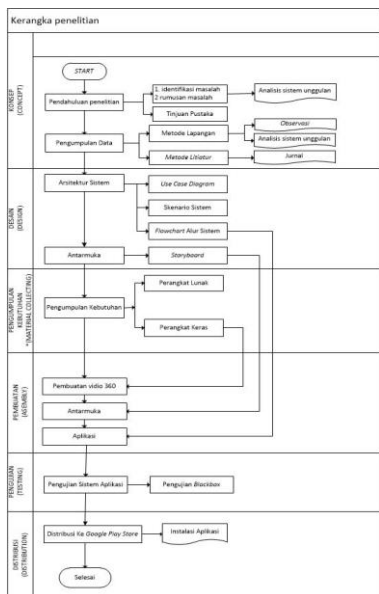 Kerangka penelitian
KONSEP
(CONCEPT)
START
Pendahuluan penelitian
1. identifikasi masalah
2 rumusan masalah
Analisis sistem unggulan
Tinjuan Pustaka
Pengumpulan Data
Metode Lapangan
Observasi
Analisis sistem unggulan
Metode Litiatur
Jurnal
DESAIN
(DESIGN)
Arsitektur Sistem
Use Case Diagram
Skenario Sistem
Flowchart Alur Sistem
Antarmuka
Storyboard
PENGUMPULAN
KEBUTUHAN
*(MATERIAL COLLECTING)
Perangkat Lunak
Pengumpulan Kebutuhan
Perangkat Keras
PEMBUATAN
(ASEMBLY)
Pembuatan vidio 360
Antarmuka
Aplikasi
PENGUJIAN
(TESTING)
Pengujian Sistem Aplikasi
Pengujian Blackbox
DISTRIBUSI
(DISTRIBUTION)
Distribusi Ke Google Play Store
Instalasi Aplikasi
Selesai